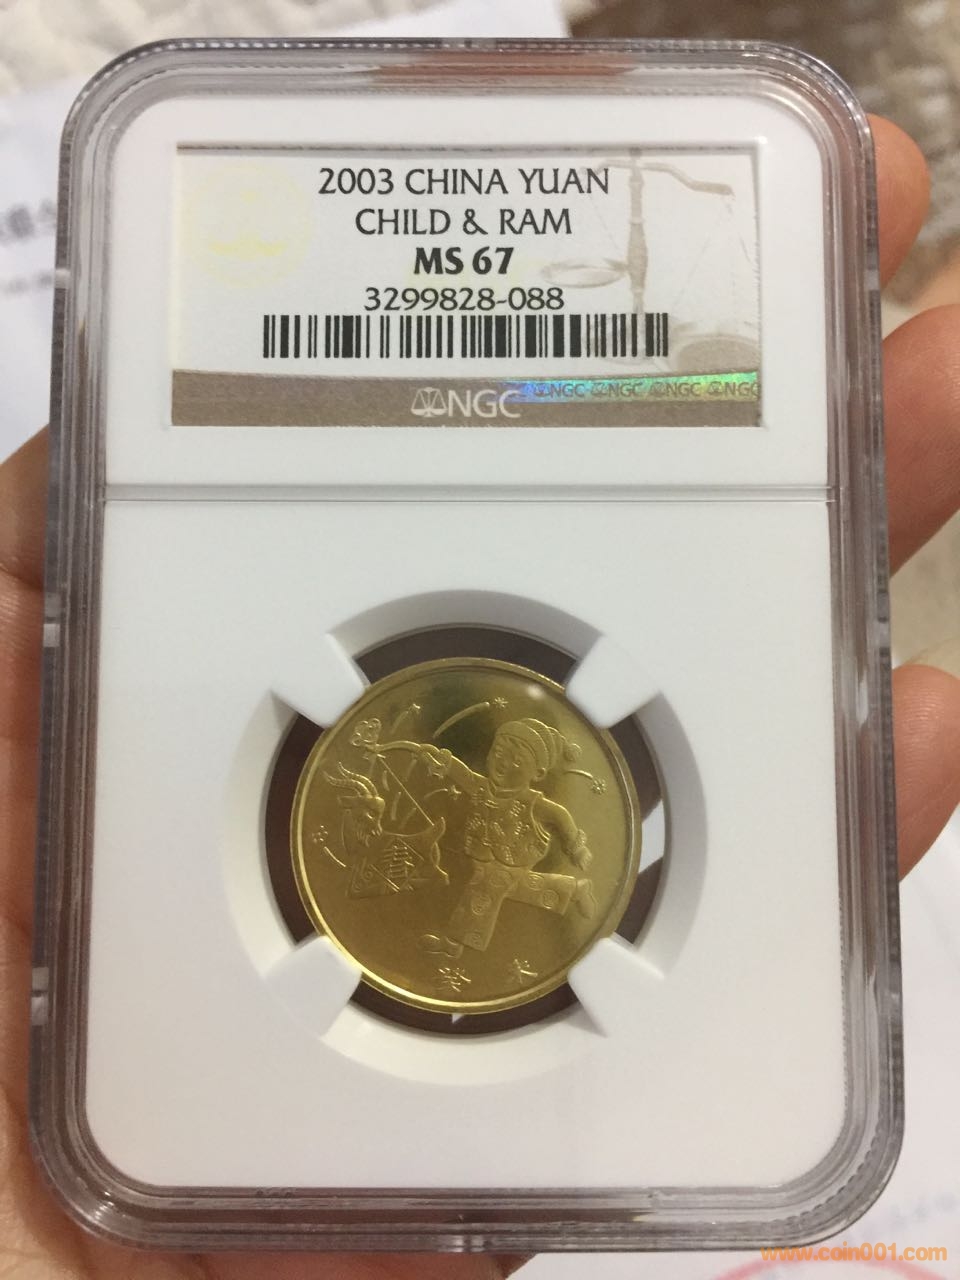 2003 CHINA YUAN
CHILD & RAM
MS 67
3299828-088
NGC NGC NGC NGC
NGC
癸 未
www.coin001.com